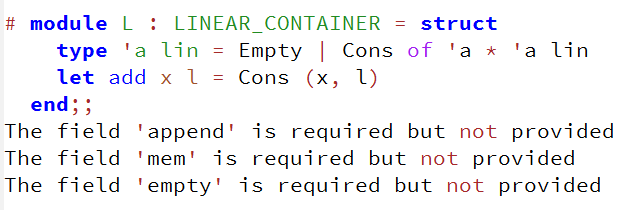 # module L : LINEAR_CONTAINER = struct
type 'a lin = Empty | Cons of 'a * 'a lin
let add x l = Cons (x, l)
end;;
The field 'append' is required but not provided
The field 'mem' is required but not provided
The field 'empty' is required but not provided